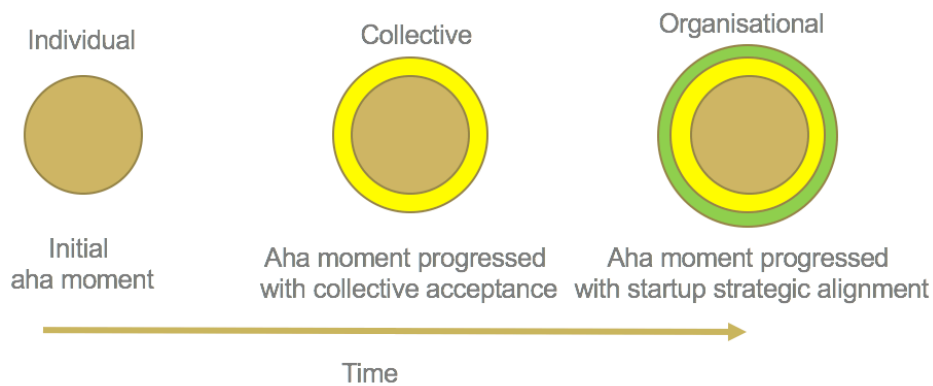 Individual
Collective
Organisational
Initial
aha moment
Aha moment progressed
with collective acceptance
Aha moment progressed
with startup strategic alignment
Time